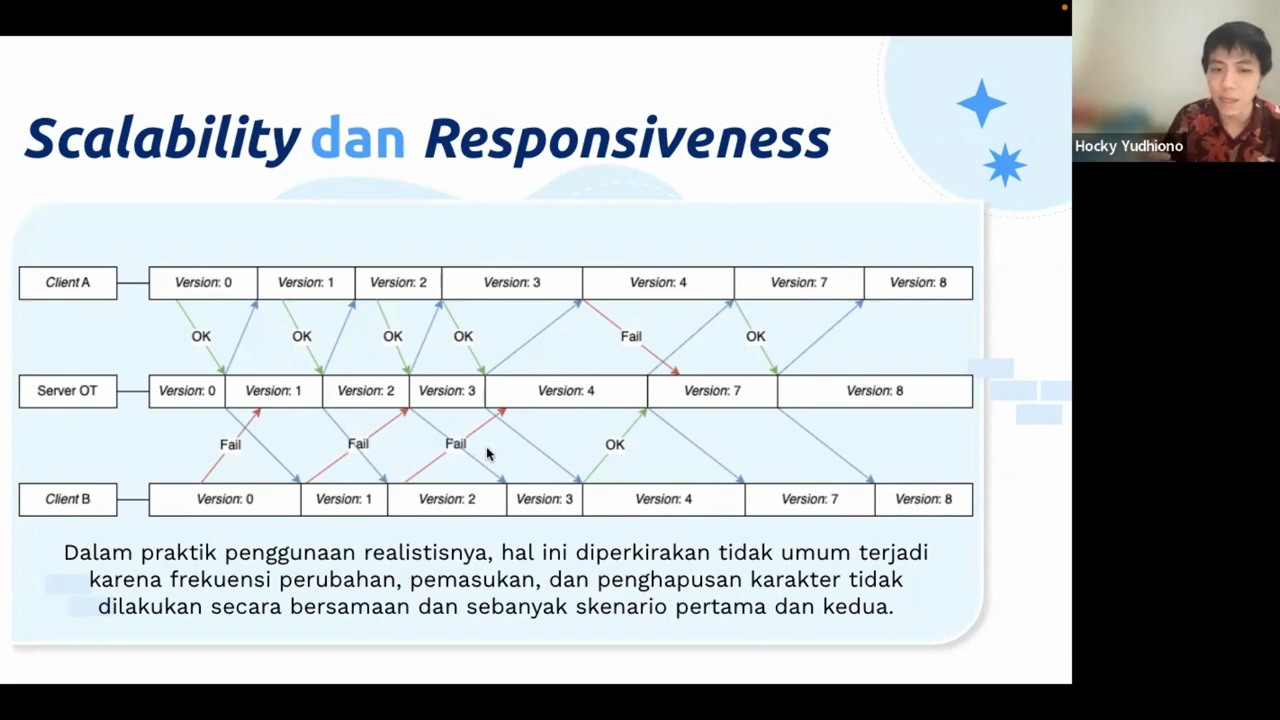 Scalability dan Responsiveness
Hocky Yudhiono
Client A
Version: 0
Version: 1
Version: 2
Version: 3
Version: 4
Version: 7
Version: 8
OK
OK
OK
OK
Fail
OK
Server OT
Version: 0
Version: 1
Version: 2
Version: 3
Version: 4
Version: 7
Version: 8
Fail
Fail
Fail
OK
Client B
Version: 0
Version: 1
Version: 2
Version: 3
Version: 4
Version: 7
Version: 8
Dalam praktik penggunaan realistisnya, hal ini diperkirakan tidak umum terjadi
karena frekuensi perubahan, pemasukan, dan penghapusan karakter tidak
dilakukan secara bersamaan dan sebanyak skenario pertama dan kedua.